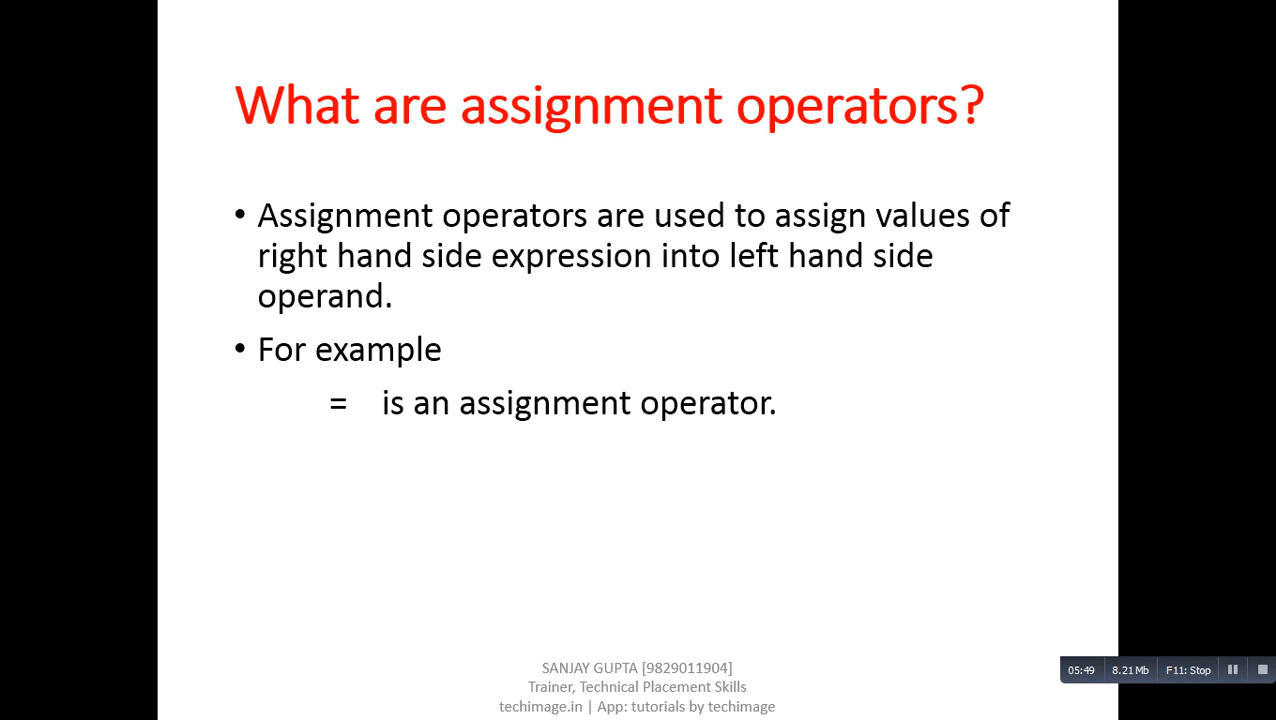 What are assignment operators?
• Assignment operators are used to assign values of
right hand side expression into left hand side
operand.
• For example
= is an assignment operator.
SANJAY GUPTA [9829011904]
Trainer, Technical Placement Skills
techimage.in | App: tutorials by techimage
05:49 8.21 Mb F11: Stop